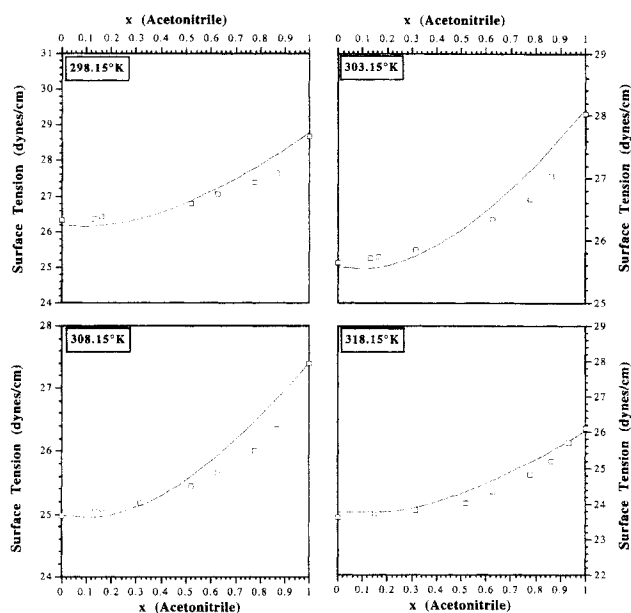 x (Acetonitrile) x (Acetonitrile)
0 0.1 0.2 0.3 0.4 0.5 0.6 0.7 0.8 0.9 1 0 0.1 0.2 0.3 0.4 0.5 0.6 0.7 0.8 0.9 1
298.15°K
31
30
29
28
27
26
25
24
Surface Tension (dynes/cm)
303.15°K
29
28
27
26
25
Surface Tension (dynes/cm)
308.15°K
28
27
26
25
24
Surface Tension (dynes/cm)
318.15°K
29
28
27
26
25
24
23
22
Surface Tension (dynes/cm)
0 0.1 0.2 0.3 0.4 0.5 0.6 0.7 0.8 0.9 1 0 0.1 0.2 0.3 0.4 0.5 0.6 0.7 0.8 0.9 1
x (Acetonitrile) x (Acetonitrile)